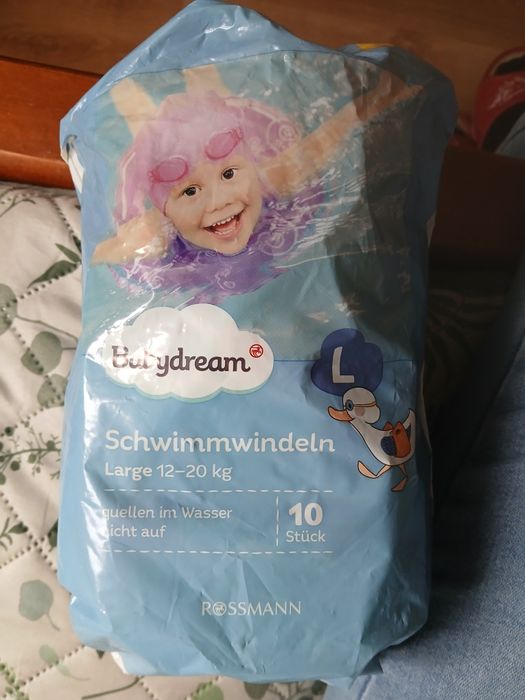 Babydream
L
Schwimmwindeln
Large 12–20 kg
quellen im Wasser
nicht auf
10
Stück
ROSSMANN